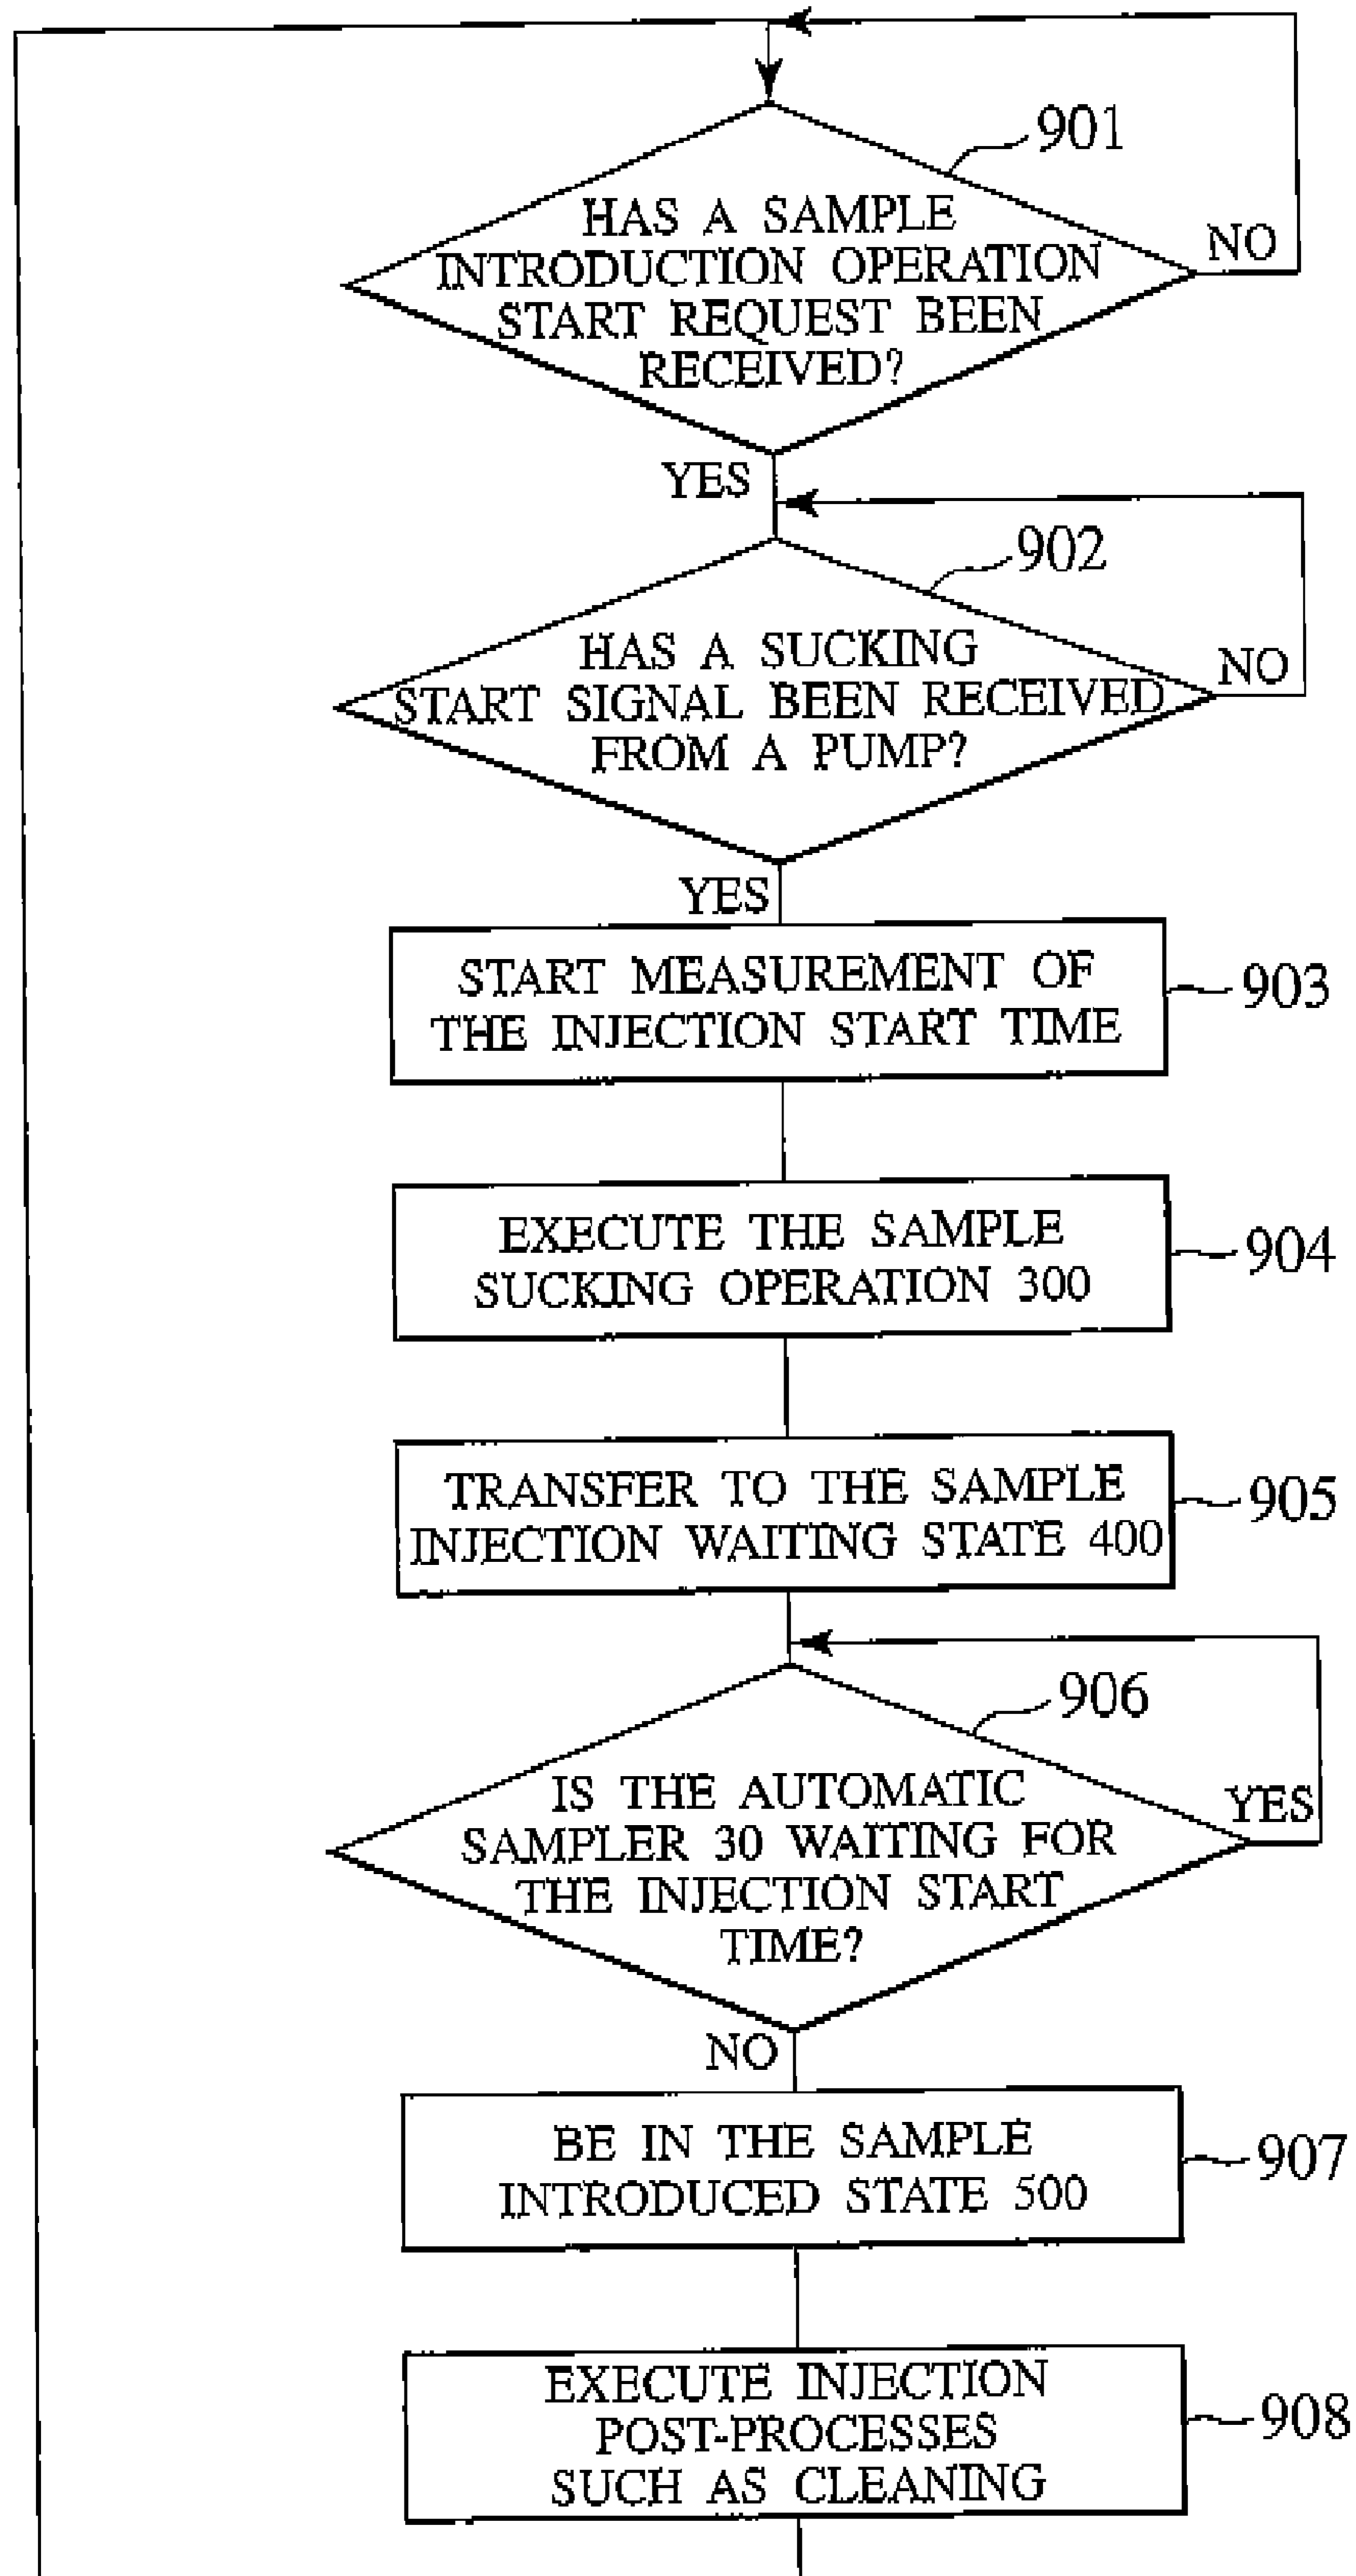 901
HAS A SAMPLE
INTRODUCTION OPERATION
START REQUEST BEEN
RECEIVED?
NO
YES
902
HAS A SUCKING
START SIGNAL BEEN RECEIVED
FROM A PUMP?
NO
YES
START MEASUREMENT OF
THE INJECTION START TIME
903
EXECUTE THE SAMPLE
SUCKING OPERATION 300
904
TRANSFER TO THE SAMPLE
INJECTION WAITING STATE 400
905
906
IS THE AUTOMATIC
SAMPLER 30 WAITING FOR
THE INJECTION START
TIME?
YES
NO
BE IN THE SAMPLE
INTRODUCED STATE 500
907
EXECUTE INJECTION
POST-PROCESSES
SUCH AS CLEANING
908